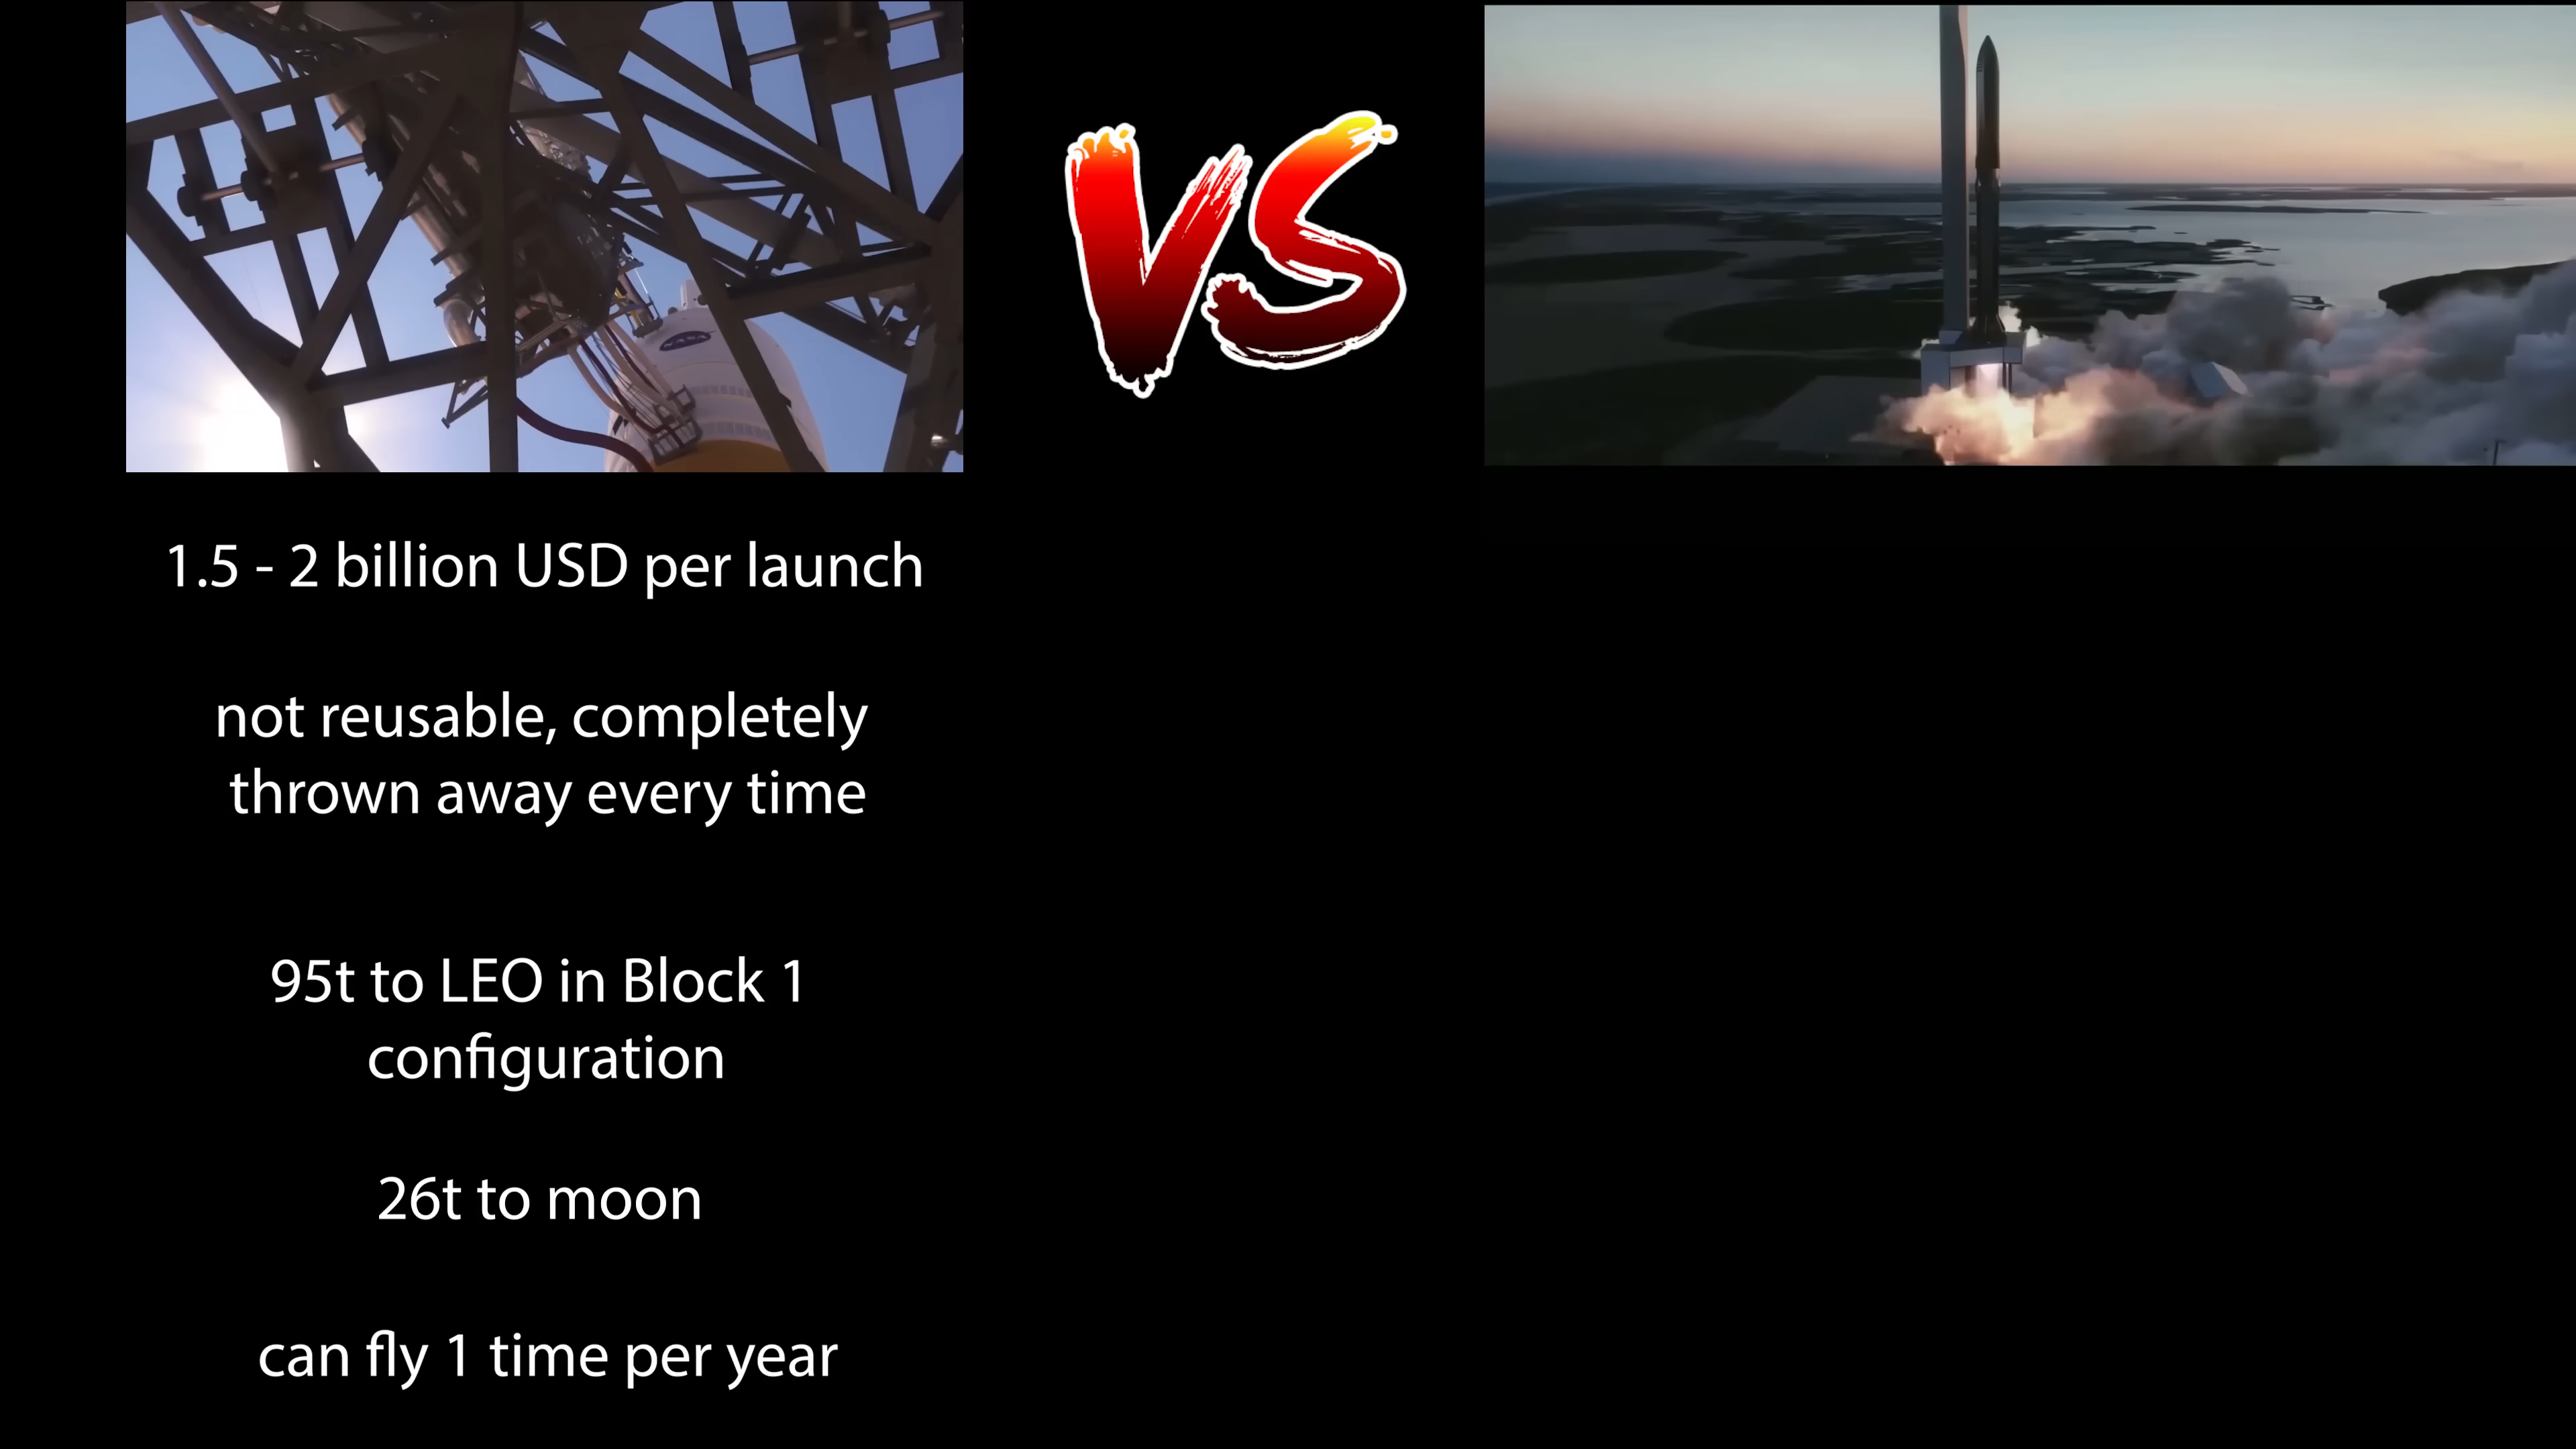 NASA
VS
1.5 - 2 billion USD per launch
not reusable, completely
thrown away every time
95t to LEO in Block 1
configuration
26t to moon
can fly 1 time per year